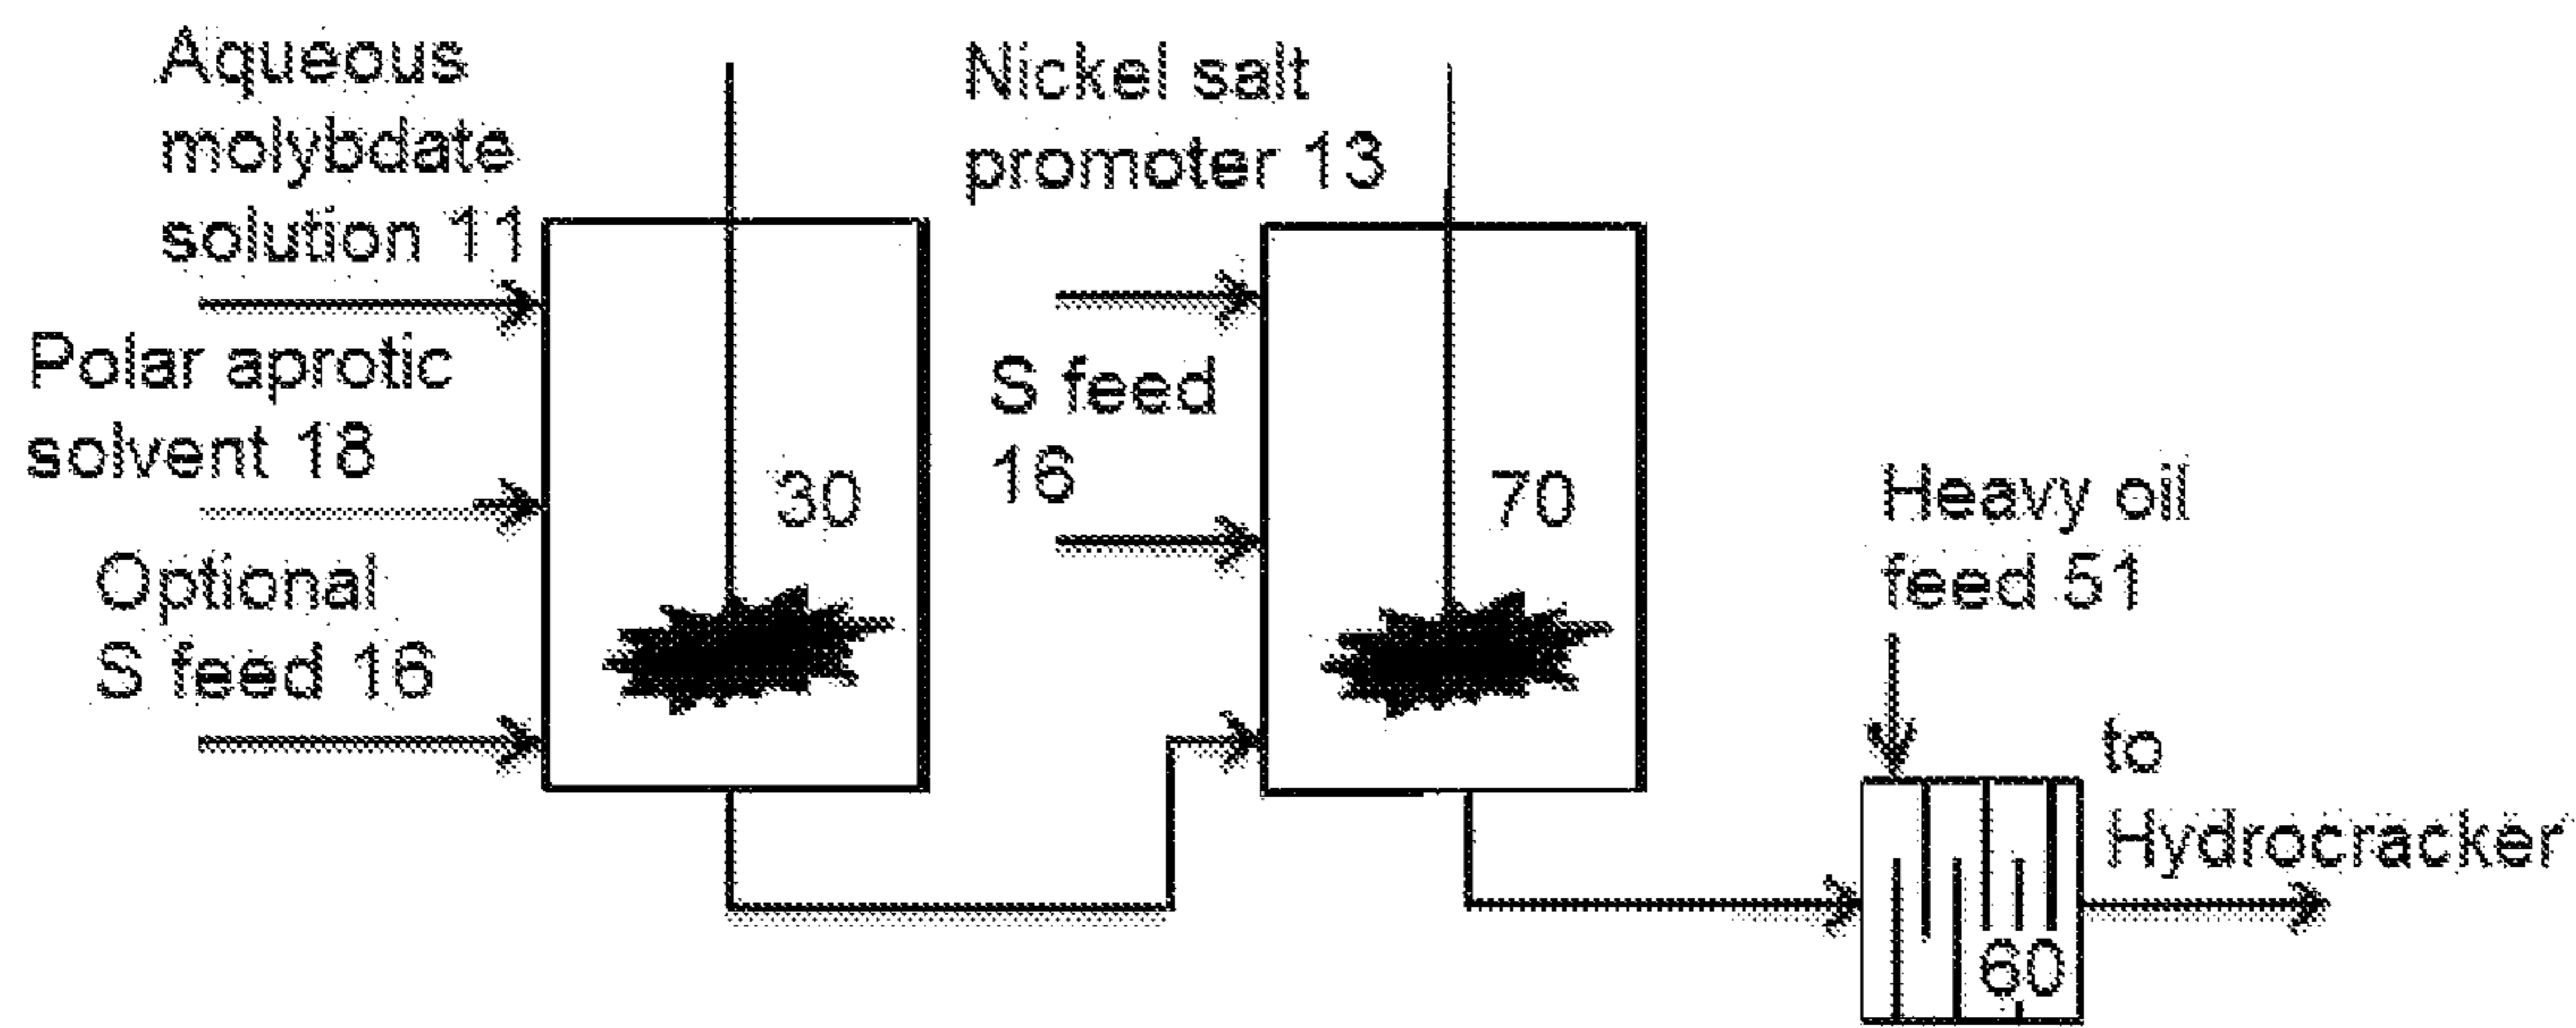 Aqueous
molybdate
solution 11
Polar aprotic
solvent 18
Optional
S feed 16
30
Nickel salt
promoter 13
S feed
16
70
Heavy oil
feed 51
60
to
Hydrocracker